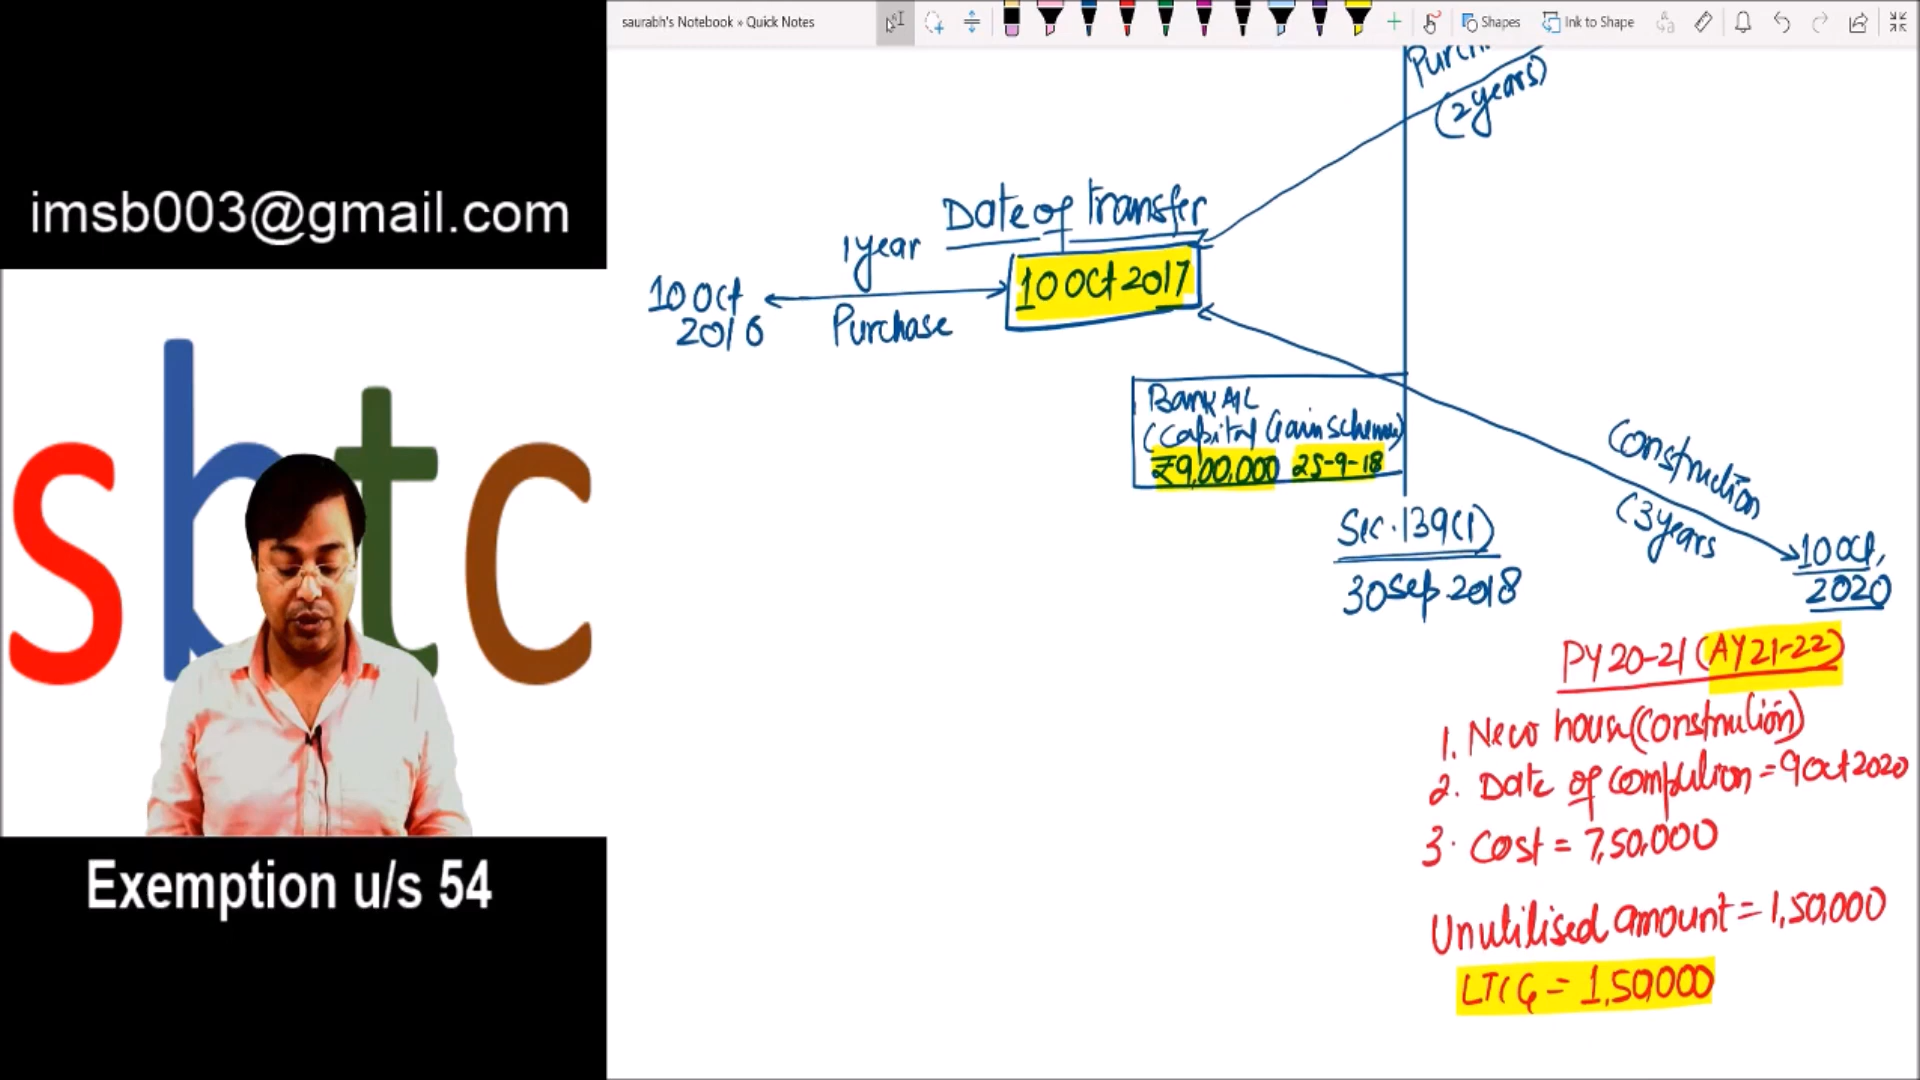 saurabh's Notebook » Quick Notes
Shapes
Ink to Shape
imsb003@gmail.com
sbtc
Exemption u/s 54
(2 years)
Date of transfer
10 Oct 2017
1 year
Purchase
10 Oct
2016
Bank A/c
(Capital Gain Scheme)
₹9,00,000 25-9-18
Sec. 139(1)
30 Sep 2018
Construction
(3 years
10 Oct,
2020
PY 20-21 (AY 21-22)
1. New house (Construction)
2. Date of completion = 9 Oct 2020
3. Cost = 7,50,000
Unutilised amount = 1,50,000
LTCG = 1,50,000